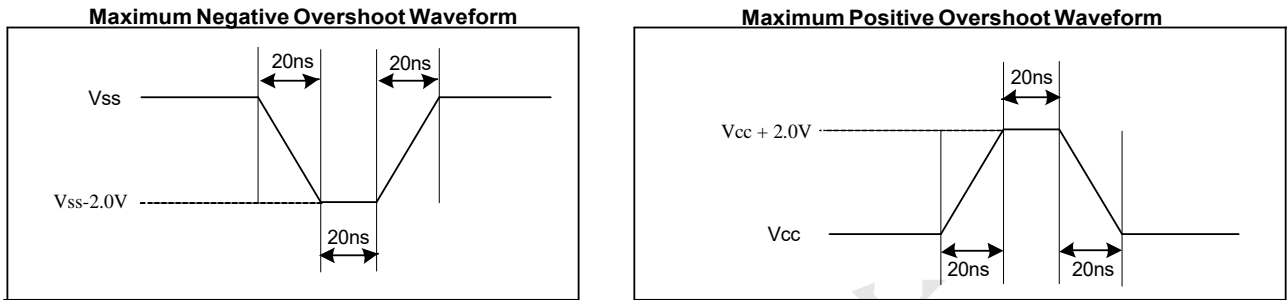 Maximum Negative Overshoot Waveform
20ns
20ns
Vss
Vss-2.0V
20ns
Maximum Positive Overshoot Waveform
20ns
Vcc + 2.0V
Vcc
20ns
20ns